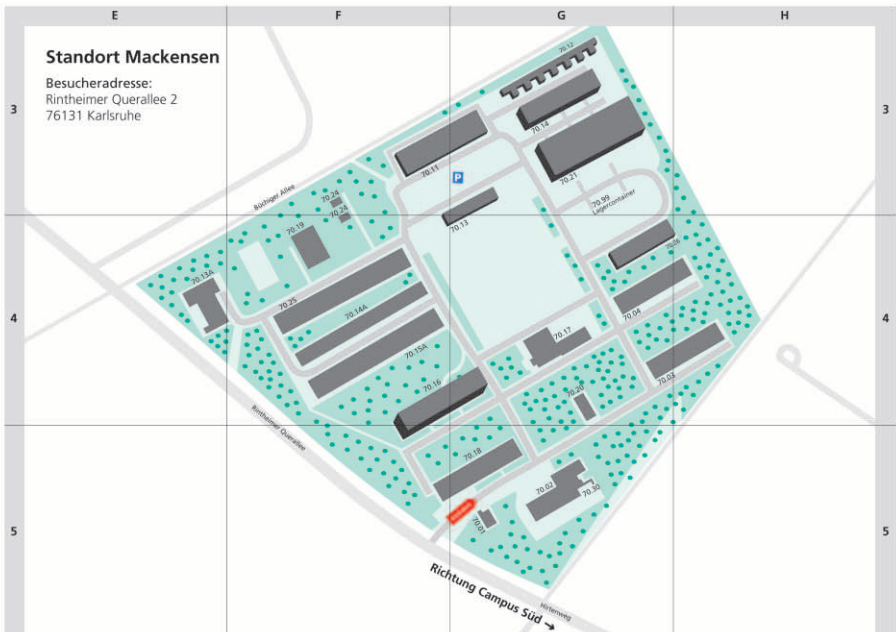 E F G H
Standort Mackensen
Besucheradresse:
Rintheimer Querallee 2
76131 Karlsruhe
3 3
70.12
70.14
70.11
P
70.21
70.24
70.24
Büchiger Allee
70.99
Lagercontainer
70.13
70.19
70.26
70.13A
70.25
70.14A
70.04
4 4
70.17
70.15A
70.16
70.03
70.20
Rintheimer Querallee
70.18
70.02
70.30
70.01
5 5
Richtung Campus Süd →
Hirtenweg